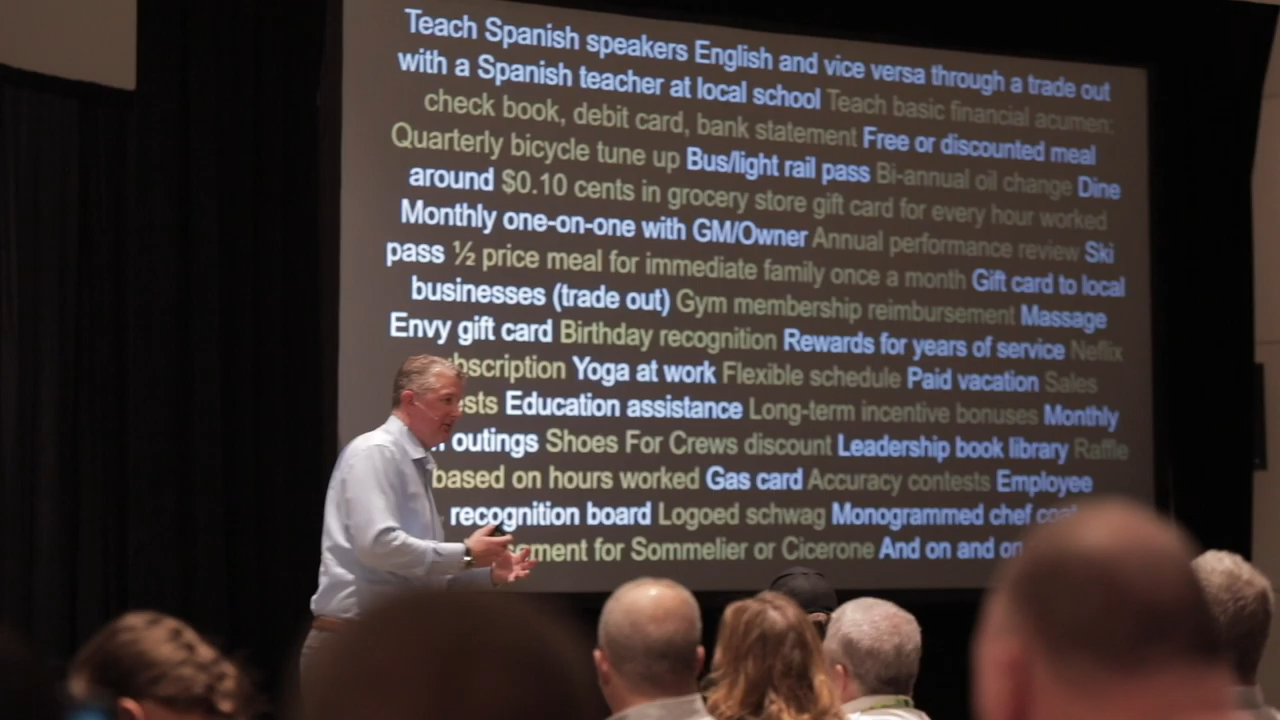 Teach Spanish speakers English and vice versa through a trade out
with a Spanish teacher at local school Teach basic financial acumen:
check book, debit card, bank statement Free or discounted meal
Quarterly bicycle tune up Bus/light rail pass Bi-annual oil change Dine
around $0.10 cents in grocery store gift card for every hour worked
Monthly one-on-one with GM/Owner Annual performance review Ski
pass ½ price meal for immediate family once a month Gift card to local
businesses (trade out) Gym membership reimbursement Massage
Envy gift card Birthday recognition Rewards for years of service Neflix
Yoga at work Flexible schedule Paid vacation Sales
Education assistance Long-term incentive bonuses Monthly
outings Shoes For Crews discount Leadership book library Raffle
based on hours worked Gas card Accuracy contests Employee
recognition board Logoed schwag Monogrammed chef
for Sommelier or Cicerone And on and on